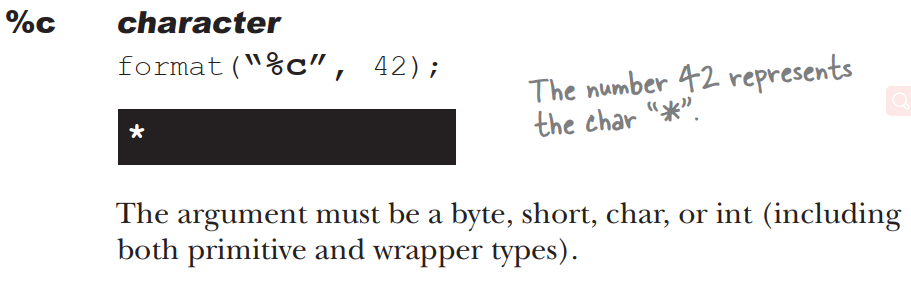 %c character
format("%c", 42);
The number 42 represents
the char "*".
*
The argument must be a byte, short, char, or int (including
both primitive and wrapper types).